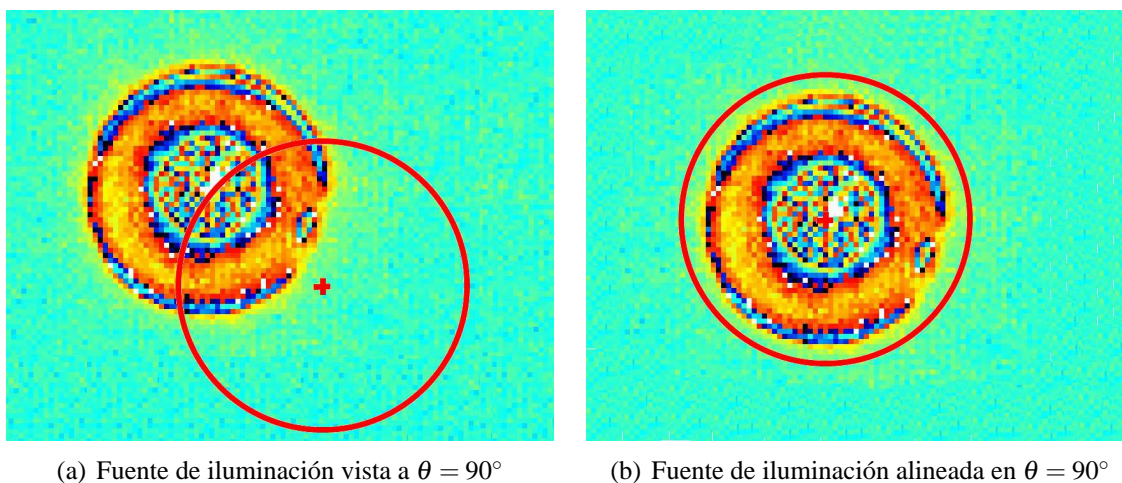 (a) Fuente de iluminación vista a θ = 90°
(b) Fuente de iluminación alineada en θ = 90°